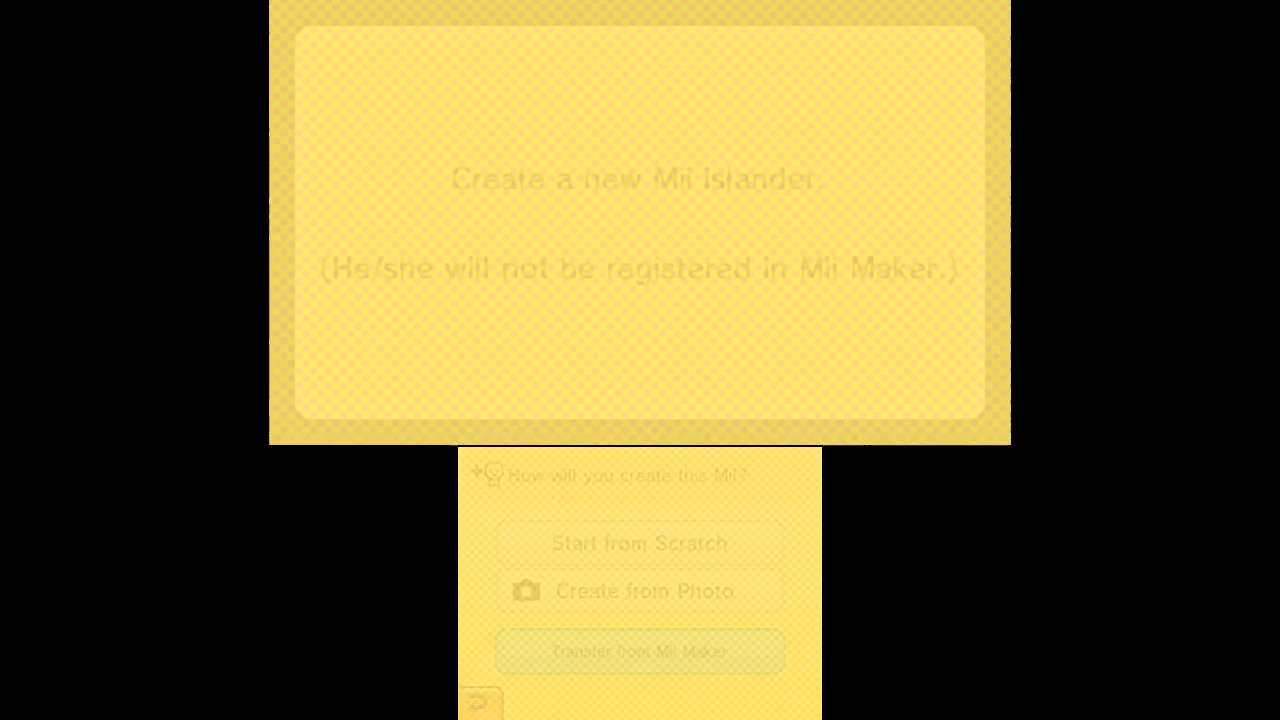 Create a new Mii islander.
(He/she will not be registered in Mii Maker.)
How will you create this Mii?
Start from Scratch
Create from Photo
Transfer from Mii Maker